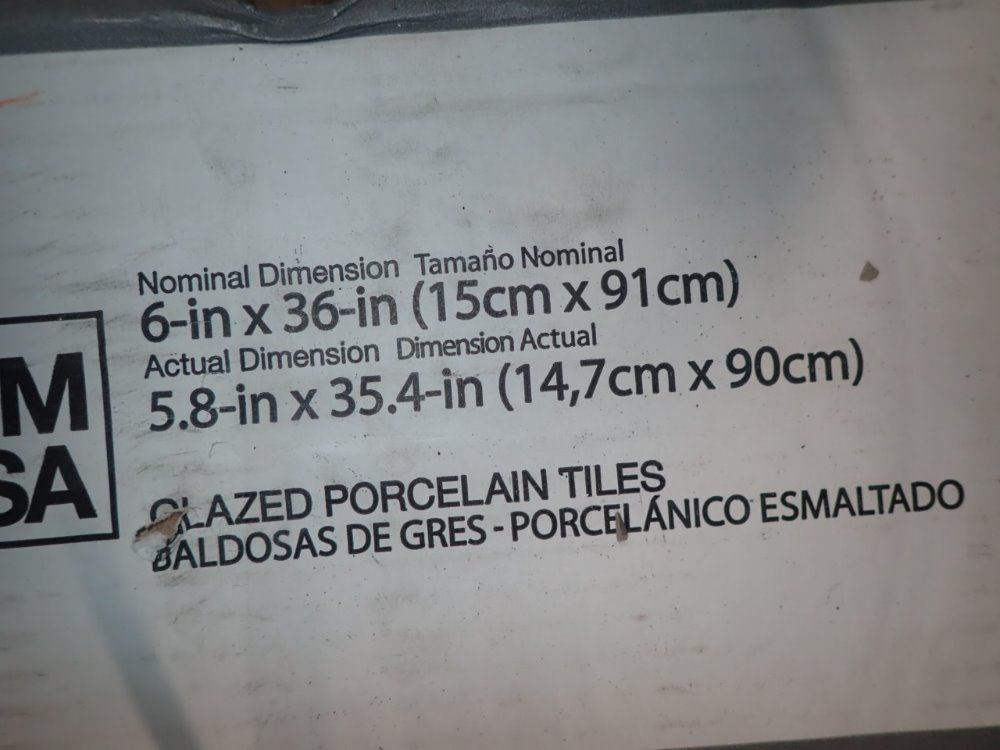 Nominal Dimension Tamaño Nominal
6-in x 36-in (15cm x 91cm)
Actual Dimension Dimension Actual
5.8-in x 35.4-in (14,7cm x 90cm)
M
SA
GLAZED PORCELAIN TILES
BALDOSAS DE GRES - PORCELÁNICO ESMALTADO